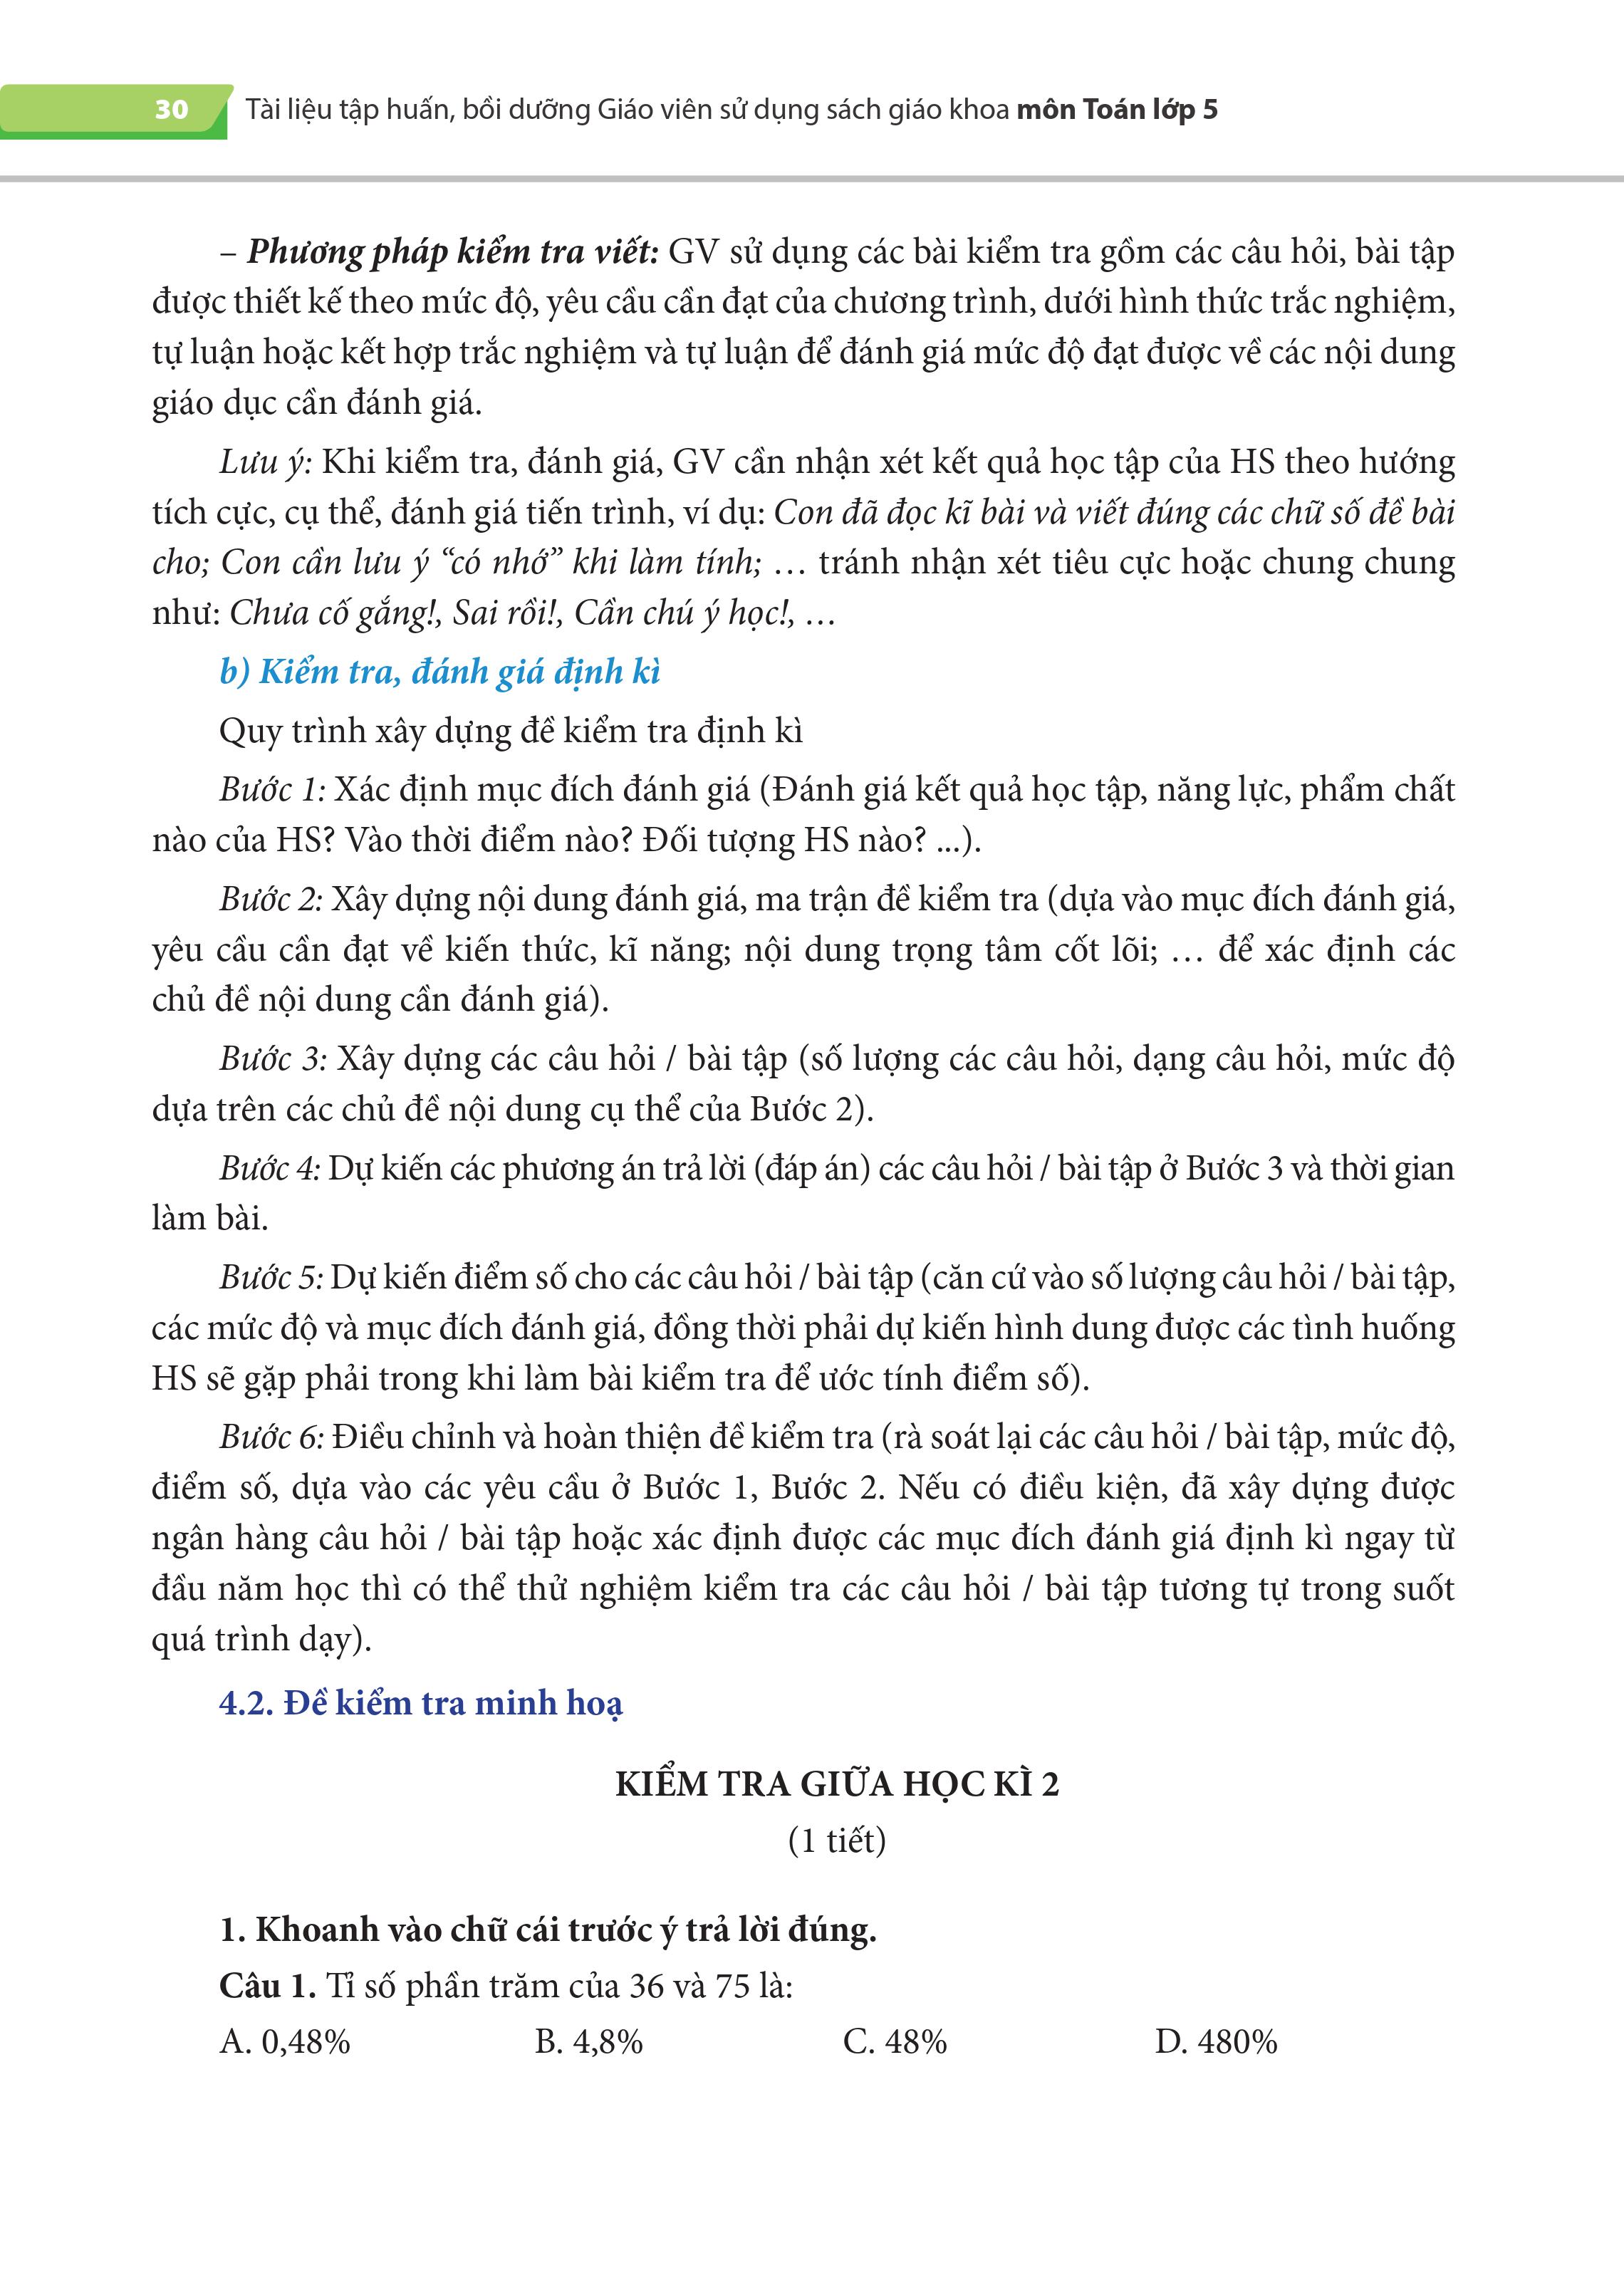 30 Tài liệu tập huấn, bồi dưỡng Giáo viên sử dụng sách giáo khoa môn Toán lớp 5
– Phương pháp kiểm tra viết: GV sử dụng các bài kiểm tra gồm các câu hỏi, bài tập
được thiết kế theo mức độ, yêu cầu cần đạt của chương trình, dưới hình thức trắc nghiệm,
tự luận hoặc kết hợp trắc nghiệm và tự luận để đánh giá mức độ đạt được về các nội dung
giáo dục cần đánh giá.
Lưu ý: Khi kiểm tra, đánh giá, GV cần nhận xét kết quả học tập của HS theo hướng
tích cực, cụ thể, đánh giá tiến trình, ví dụ: Con đã đọc kĩ bài và viết đúng các chữ số đề bài
cho; Con cần lưu ý “có nhớ” khi làm tính; … tránh nhận xét tiêu cực hoặc chung chung
như: Chưa cố gắng!, Sai rồi!, Cần chú ý học!, …
b) Kiểm tra, đánh giá định kì
Quy trình xây dựng đề kiểm tra định kì
Bước 1: Xác định mục đích đánh giá (Đánh giá kết quả học tập, năng lực, phẩm chất
nào của HS? Vào thời điểm nào? Đối tượng HS nào? ...).
Bước 2: Xây dựng nội dung đánh giá, ma trận đề kiểm tra (dựa vào mục đích đánh giá,
yêu cầu cần đạt về kiến thức, kĩ năng; nội dung trọng tâm cốt lõi; … để xác định các
chủ đề nội dung cần đánh giá).
Bước 3: Xây dựng các câu hỏi / bài tập (số lượng các câu hỏi, dạng câu hỏi, mức độ
dựa trên các chủ đề nội dung cụ thể của Bước 2).
Bước 4: Dự kiến các phương án trả lời (đáp án) các câu hỏi / bài tập ở Bước 3 và thời gian
làm bài.
Bước 5: Dự kiến điểm số cho các câu hỏi / bài tập (căn cứ vào số lượng câu hỏi / bài tập,
các mức độ và mục đích đánh giá, đồng thời phải dự kiến hình dung được các tình huống
HS sẽ gặp phải trong khi làm bài kiểm tra để ước tính điểm số).
Bước 6: Điều chỉnh và hoàn thiện đề kiểm tra (rà soát lại các câu hỏi / bài tập, mức độ,
điểm số, dựa vào các yêu cầu ở Bước 1, Bước 2. Nếu có điều kiện, đã xây dựng được
ngân hàng câu hỏi / bài tập hoặc xác định được các mục đích đánh giá định kì ngay từ
đầu năm học thì có thể thử nghiệm kiểm tra các câu hỏi / bài tập tương tự trong suốt
quá trình dạy).
4.2. Đề kiểm tra minh hoạ
KIỂM TRA GIỮA HỌC KÌ 2
(1 tiết)
1. Khoanh vào chữ cái trước ý trả lời đúng.
Câu 1. Tỉ số phần trăm của 36 và 75 là:
A. 0,48% B. 4,8% C. 48% D. 480%